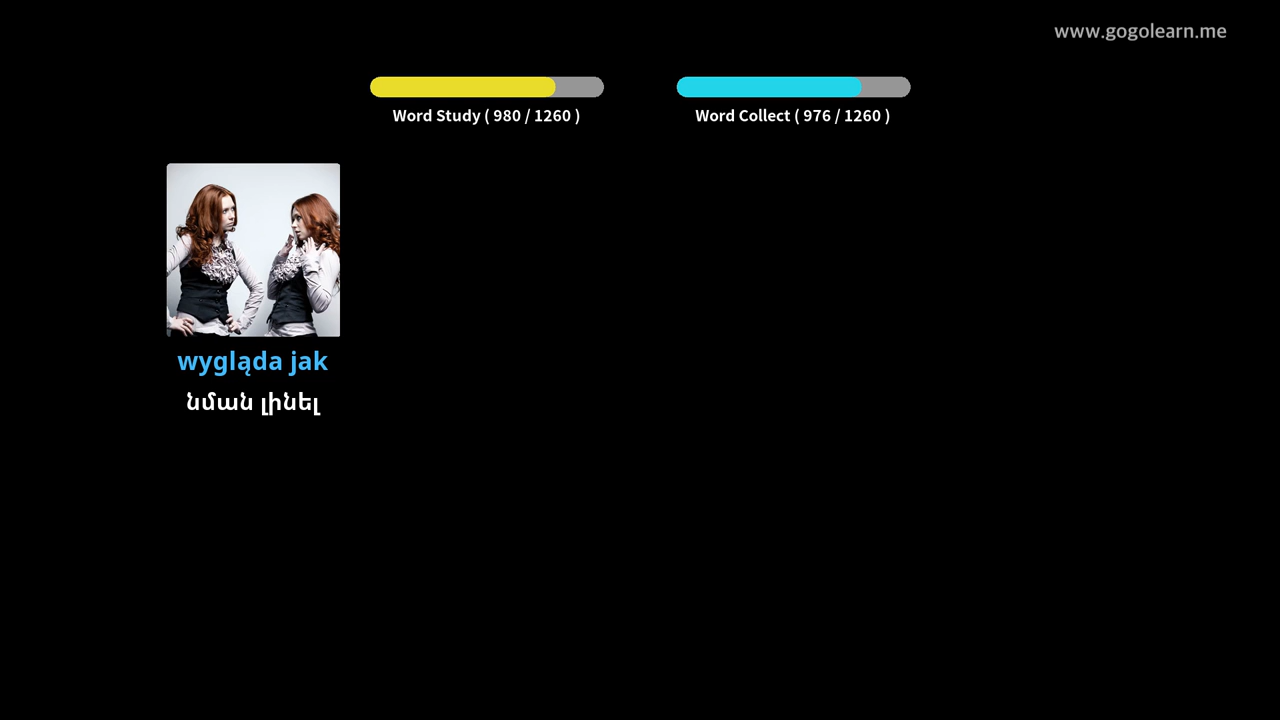 www.gogolearn.me
Word Study ( 980 / 1260 )
Word Collect ( 976 / 1260 )
wygląda jak
նման լինել